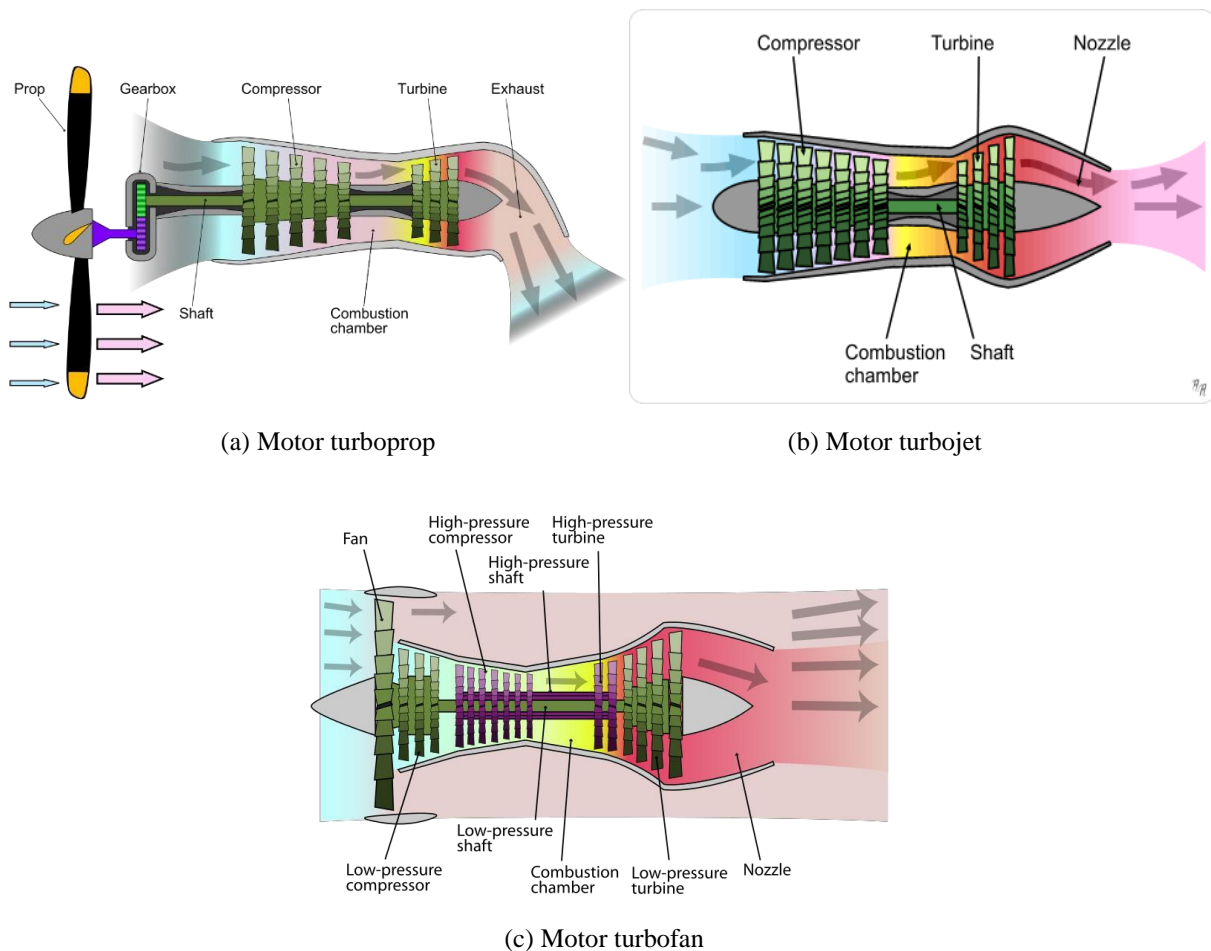 Prop
Gearbox
Compressor
Turbine
Exhaust
Shaft
Combustion
chamber
(a) Motor turboprop
Compressor
Turbine
Nozzle
Combustion
chamber
Shaft
(b) Motor turbojet
Fan
High-pressure
compressor
High-pressure
turbine
High-pressure
shaft
Low-pressure
shaft
Low-pressure
compressor
Combustion
chamber
Low-pressure
turbine
Nozzle
(c) Motor turbofan